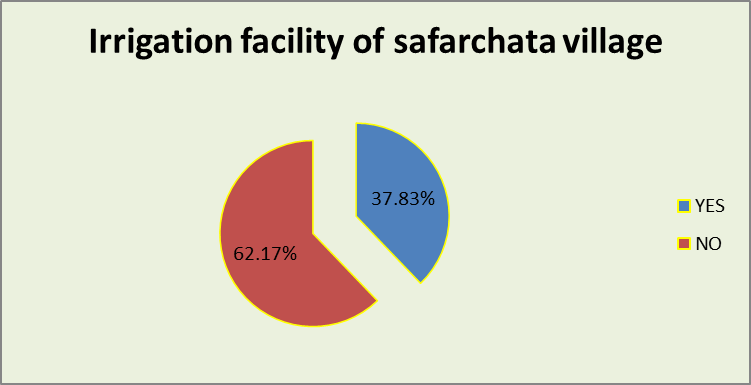 Irrigation facility of safarchata village
37.83%
62.17%
YES
NO